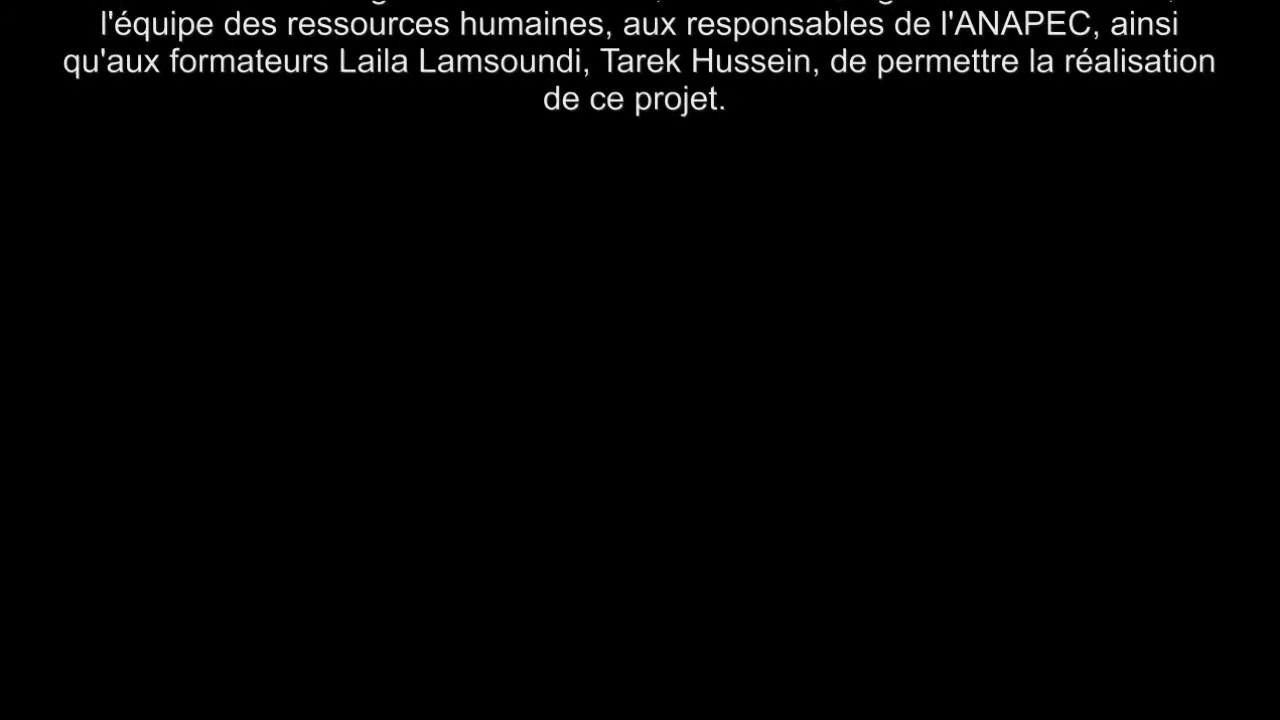 l'équipe des ressources humaines, aux responsables de l'ANAPEC, ainsi
qu'aux formateurs Laila Lamsoundi, Tarek Hussein, de permettre la réalisation
de ce projet.